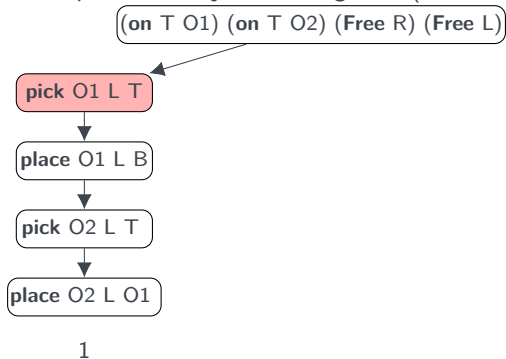 (on T O1) (on T O2) (Free R) (Free L)
pick O1 L T
place O1 L B
pick O2 L T
place O2 L O1
1